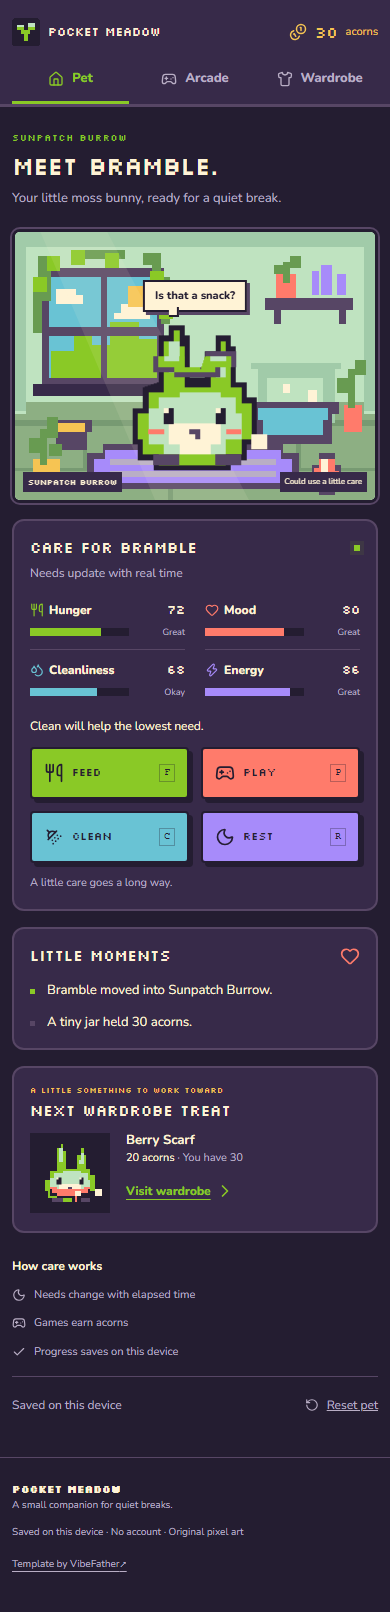 POCKET MEADOW
30 acorns
Pet Arcade Wardrobe
SUNPATCH BURROW
MEET BRAMBLE.
Your little moss bunny, ready for a quiet break.
Is that a snack?
SUNPATCH BURROW
Could use a little care
CARE FOR BRAMBLE
Needs update with real time
Hunger 72
Great
Mood 80
Great
Cleanliness 68
Okay
Energy 86
Great
Clean will help the lowest need.
FEED F
PLAY P
CLEAN C
REST R
A little care goes a long way.
LITTLE MOMENTS
Bramble moved into Sunpatch Burrow.
A tiny jar held 30 acorns.
A LITTLE SOMETHING TO WORK TOWARD
NEXT WARDROBE TREAT
Berry Scarf
20 acorns · You have 30
Visit wardrobe
How care works
Needs change with elapsed time
Games earn acorns
Progress saves on this device
Saved on this device
Reset pet
POCKET MEADOW
A small companion for quiet breaks.
Saved on this device · No account · Original pixel art
Template by VibeFather↗